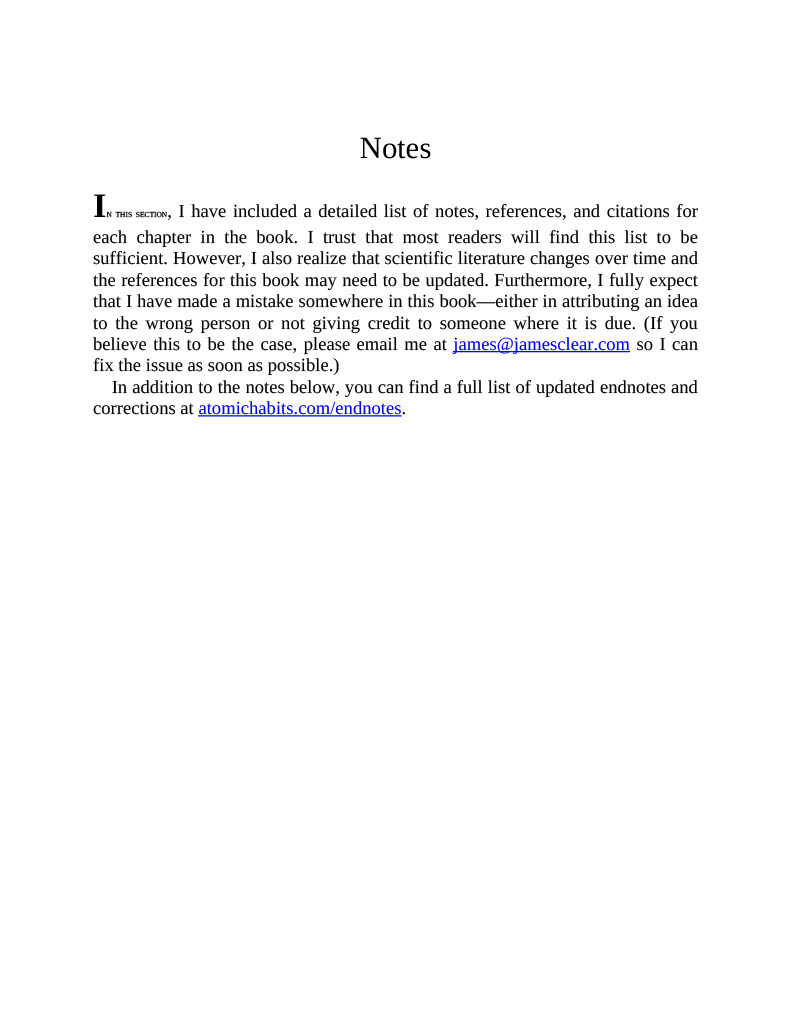 Notes
IN THIS SECTION, I have included a detailed list of notes, references, and citations for
each chapter in the book. I trust that most readers will find this list to be
sufficient. However, I also realize that scientific literature changes over time and
the references for this book may need to be updated. Furthermore, I fully expect
that I have made a mistake somewhere in this book—either in attributing an idea
to the wrong person or not giving credit to someone where it is due. (If you
believe this to be the case, please email me at james@jamesclear.com so I can
fix the issue as soon as possible.)
In addition to the notes below, you can find a full list of updated endnotes and
corrections at atomichabits.com/endnotes.